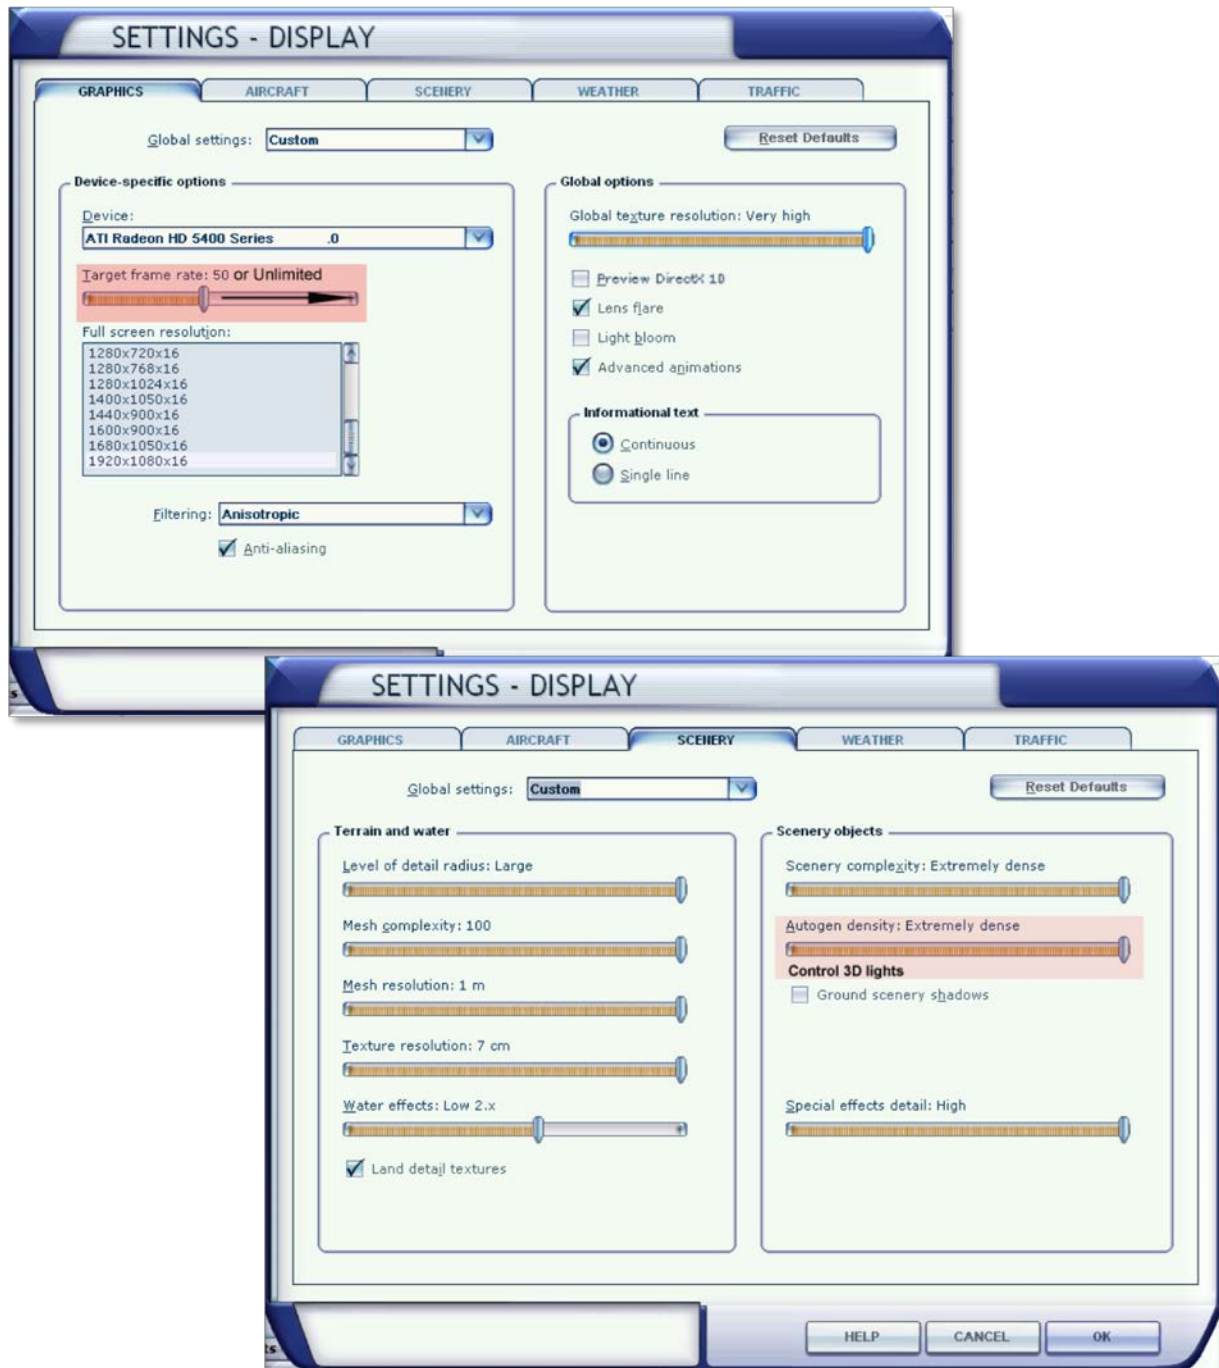 SETTINGS - DISPLAY
GRAPHICS AIRCRAFT SCENERY WEATHER TRAFFIC
Global settings: Custom Reset Defaults
Device-specific options
Device:
ATI Radeon HD 5400 Series .0
Target frame rate: 50 or Unlimited
Full screen resolution:
1280x720x16
1280x768x16
1280x1024x16
1400x1050x16
1440x900x16
1600x900x16
1680x1050x16
1920x1080x16
Filtering: Anisotropic
Anti-aliasing
Global options
Global texture resolution: Very high
Preview DirectX 10
Lens flare
Light bloom
Advanced animations
Informational text
Continuous
Single line
s
SETTINGS - DISPLAY
GRAPHICS AIRCRAFT SCENERY WEATHER TRAFFIC
Global settings: Custom Reset Defaults
Terrain and water
Level of detail radius: Large
Mesh complexity: 100
Mesh resolution: 1 m
Texture resolution: 7 cm
Water effects: Low 2.x
Land detail textures
Scenery objects
Scenery complexity: Extremely dense
Autogen density: Extremely dense
Control 3D lights
Ground scenery shadows
Special effects detail: High
ts
HELP CANCEL OK